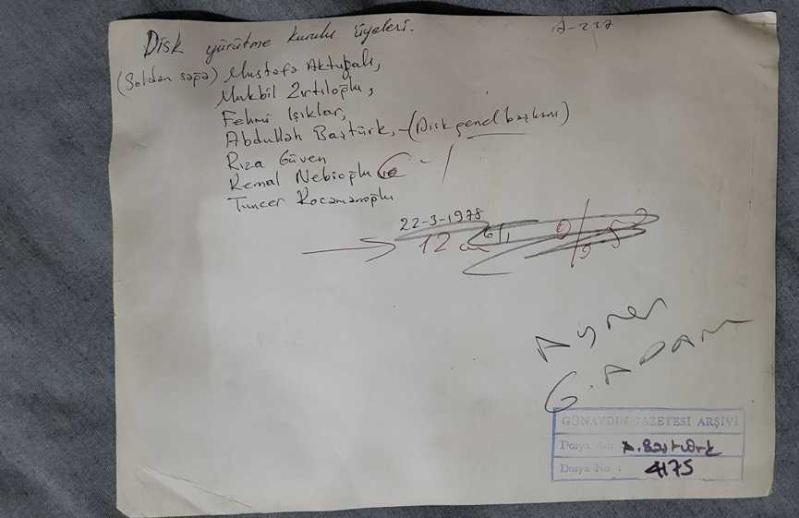 Disk yürütme kurulu üyeleri.
A-237
(Soldan sağa) Mustafa Aktulgalı,
Mukbil Zırtıloğlu,
Fehmi Işıklar,
Abdullah Baştürk, -(Disk genel başkanı)
Rıza Güven
Kemal Nebioğlu
Tuncer Kocamanoğlu
22-3-1978
12 cm
G. ADAM
GÜNAYDIN GAZETESİ ARŞİVİ
Dosya Adı: A. Baştürk
Dosya No : 4175